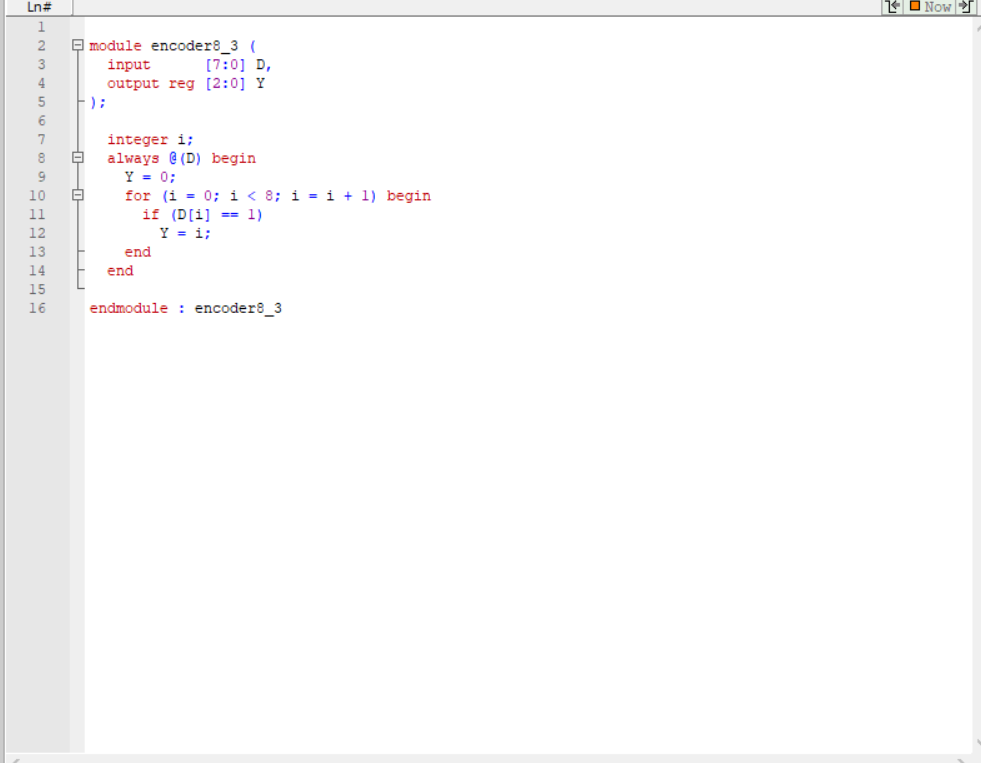 Ln#
Now
1
2 module encoder8_3 (
3   input      [7:0] D,
4   output reg [2:0] Y
5 );
6
7   integer i;
8   always @(D) begin
9     Y = 0;
10     for (i = 0; i < 8; i = i + 1) begin
11       if (D[i] == 1)
12         Y = i;
13     end
14   end
15
16 endmodule : encoder8_3